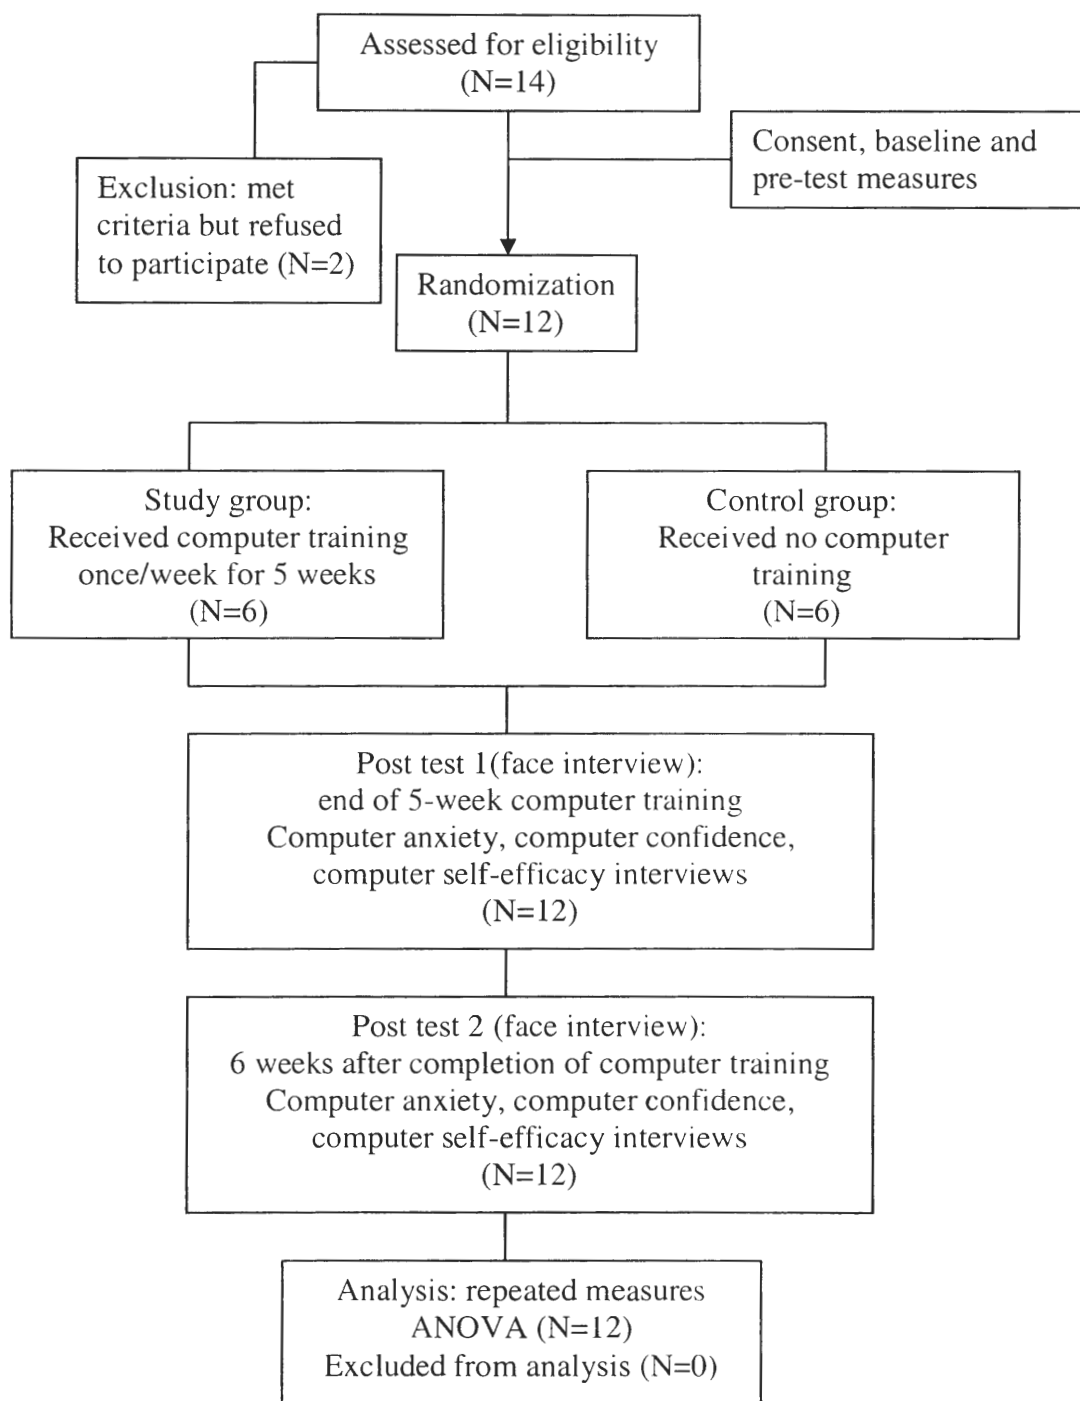 Assessed for eligibility
(N=14)
Consent, baseline and
pre-test measures
Exclusion: met
criteria but refused
to participate (N=2)
Randomization
(N=12)
Study group:
Received computer training
once/week for 5 weeks
(N=6)
Control group:
Received no computer
training
(N=6)
Post test 1(face interview):
end of 5-week computer training
Computer anxiety, computer confidence,
computer self-efficacy interviews
(N=12)
Post test 2 (face interview):
6 weeks after completion of computer training
Computer anxiety, computer confidence,
computer self-efficacy interviews
(N=12)
Analysis: repeated measures
ANOVA (N=12)
Excluded from analysis (N=0)